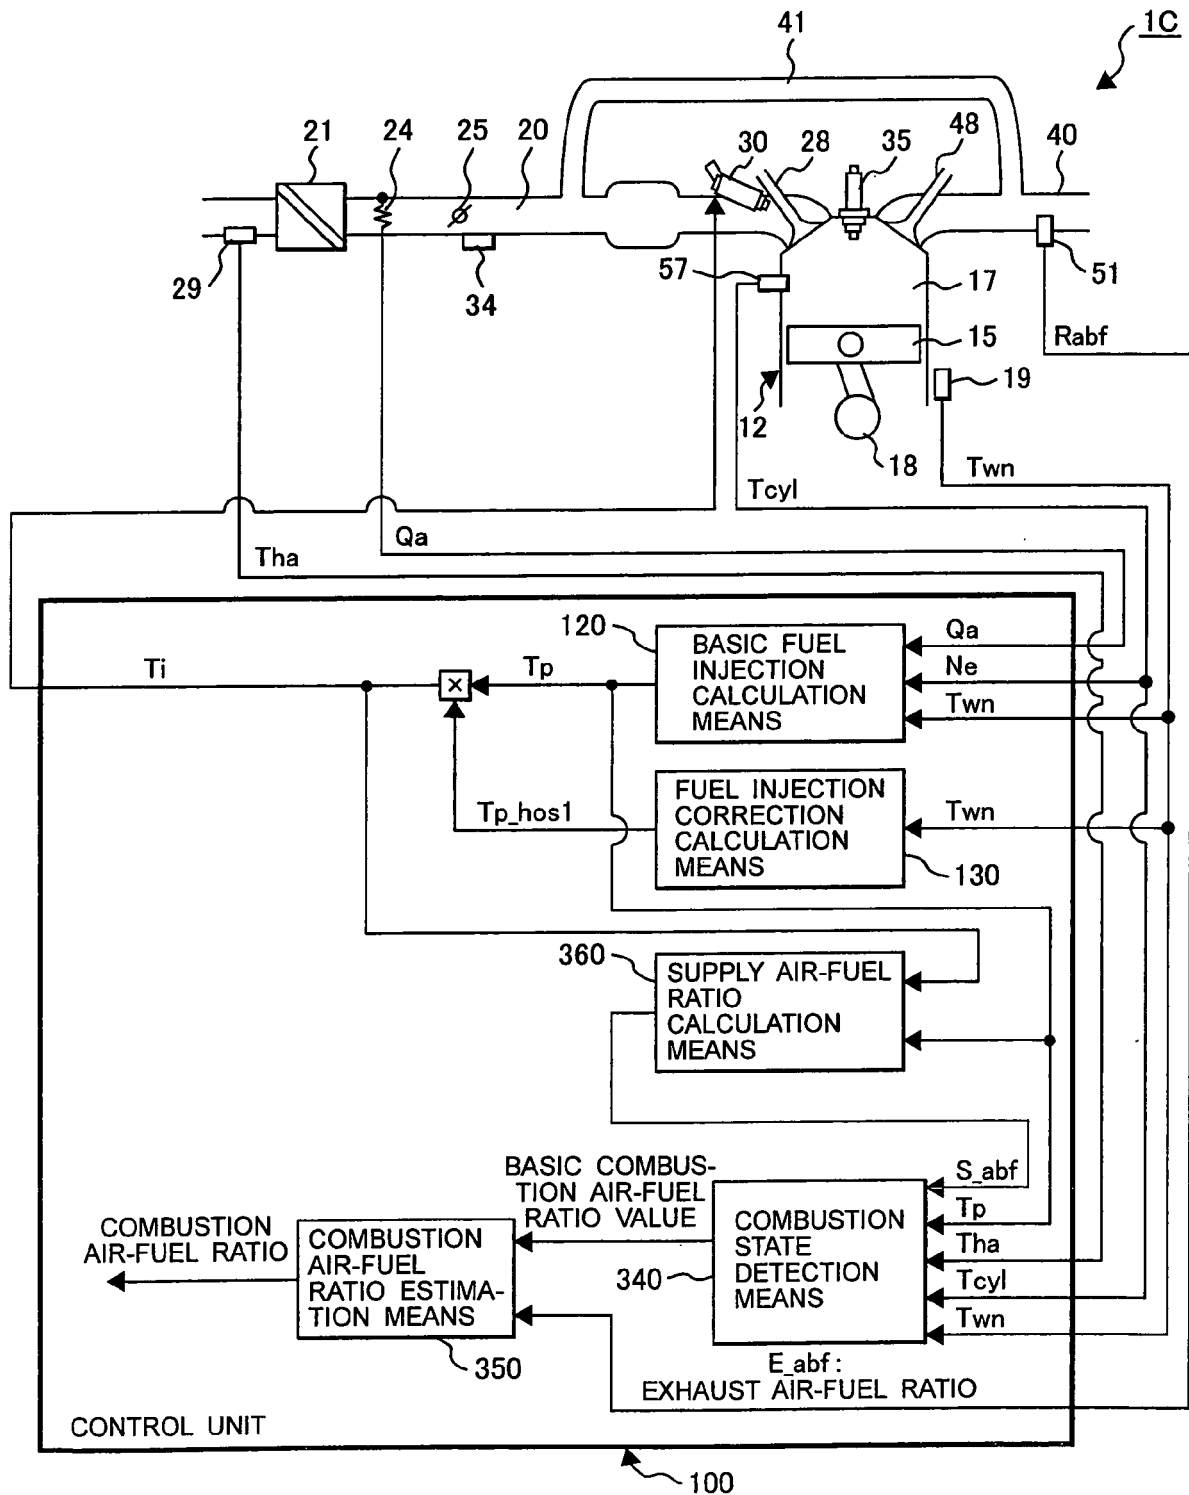 1C
41
21
24
25
20
30
28
35
48
40
29
34
57
17
51
15
Rabf
19
12
18
Twn
Tcyl
Qa
Tha
120
BASIC FUEL
INJECTION
CALCULATION
MEANS
Qa
Ne
Twn
Ti
×
Tp
FUEL INJECTION
CORRECTION
CALCULATION
MEANS
Tp_hos1
Twn
130
360
SUPPLY AIR-FUEL
RATIO
CALCULATION
MEANS
BASIC COMBUS-
TION AIR-FUEL
RATIO VALUE
S_abf
Tp
Tha
Tcyl
Twn
COMBUSTION
STATE
DETECTION
MEANS
340
COMBUSTION
AIR-FUEL RATIO
COMBUSTION
AIR-FUEL
RATIO ESTIMA-
TION MEANS
350
E_abf:
EXHAUST AIR-FUEL RATIO
CONTROL UNIT
100